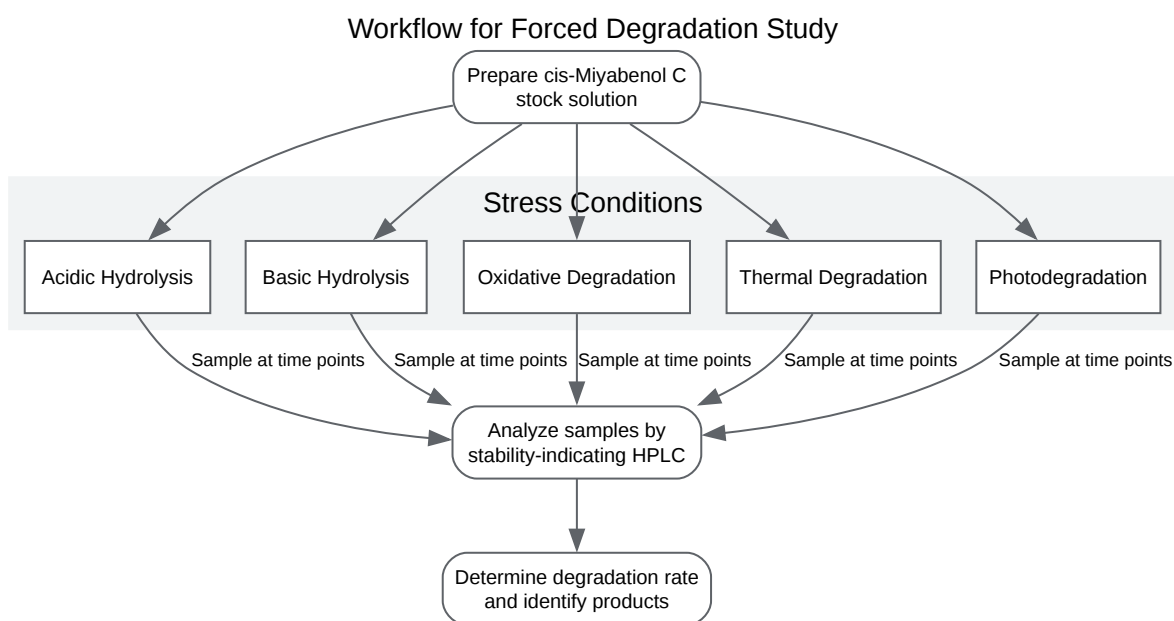 Workflow for Forced Degradation Study
Prepare cis-Miyabenol C
stock solution
Stress Conditions
Acidic Hydrolysis
Basic Hydrolysis
Oxidative Degradation
Thermal Degradation
Photodegradation
Sample at time points
Sample at time points
Sample at time points
Sample at time points
Sample at time points
Analyze samples by
stability-indicating HPLC
Determine degradation rate
and identify products